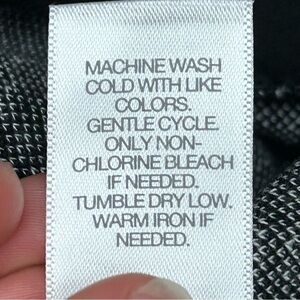 MACHINE WASH
COLD WITH LIKE
COLORS.
GENTLE CYCLE.
ONLY NON-
CHLORINE BLEACH
IF NEEDED.
TUMBLE DRY LOW.
WARM IRON IF
NEEDED.